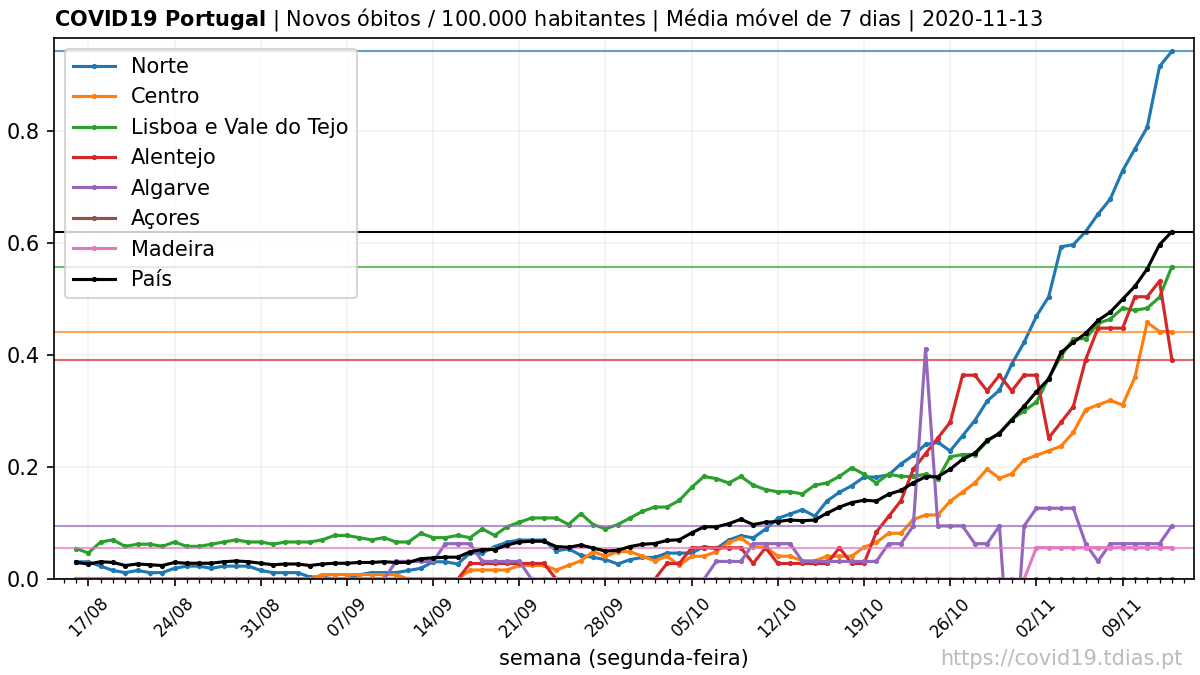 COVID19 Portugal | Novos óbitos / 100.000 habitantes | Média móvel de 7 dias | 2020-11-13
Norte
Centro
Lisboa e Vale do Tejo
Alentejo
Algarve
Açores
Madeira
País
0.8
0.6
0.4
0.2
0.0
17/08 24/08 31/08 07/09 14/09 21/09 28/09 05/10 12/10 19/10 26/10 02/11 09/11
semana (segunda-feira)
https://covid19.tdias.pt